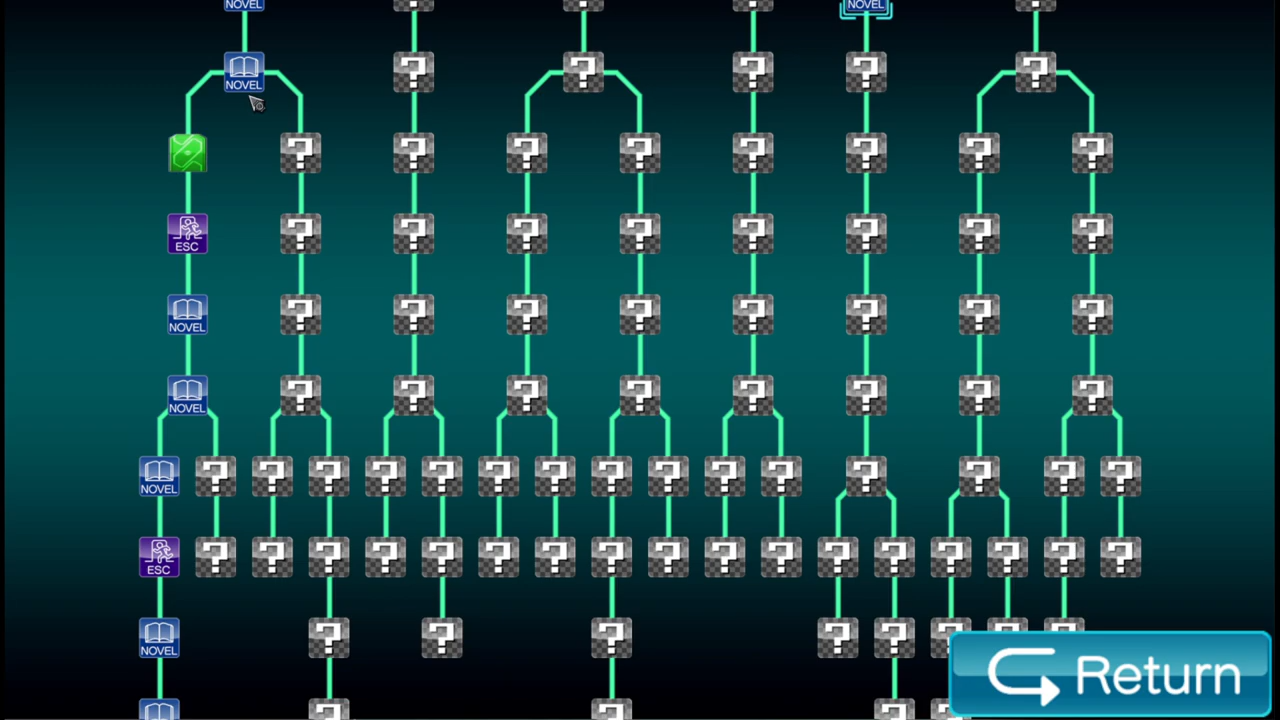 NOVEL ? ? ? NOVEL ?
NOVEL ? ? ? ? ?
? ? ? ? ? ? ? ?
ESC ? ? ? ? ? ? ? ?
NOVEL ? ? ? ? ? ? ? ?
NOVEL ? ? ? ? ? ? ? ?
NOVEL ? ? ? ? ? ? ? ? ? ? ? ? ? ? ?
ESC ? ? ? ? ? ? ? ? ? ? ? ? ? ? ? ? ?
NOVEL ? ? ? ? ? ? ? ?
? ? ? ?
Return